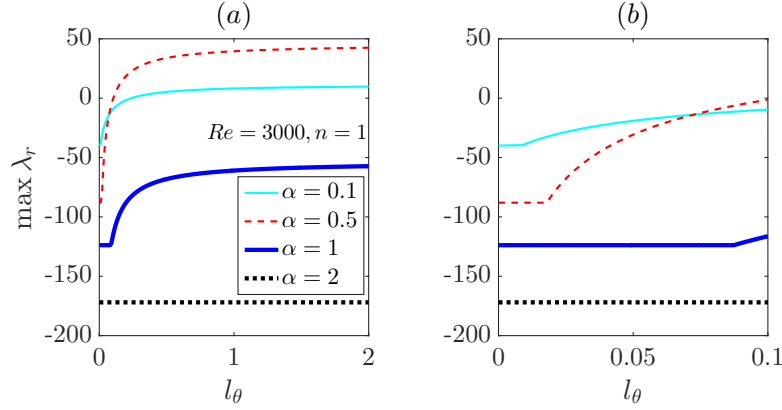 (a)
(b)
max λ_r
50
0
-50
-100
-150
-200
Re = 3000, n = 1
α = 0.1
α = 0.5
α = 1
α = 2
0
1
2
l_θ
50
0
-50
-100
-150
-200
0
0.05
0.1
l_θ